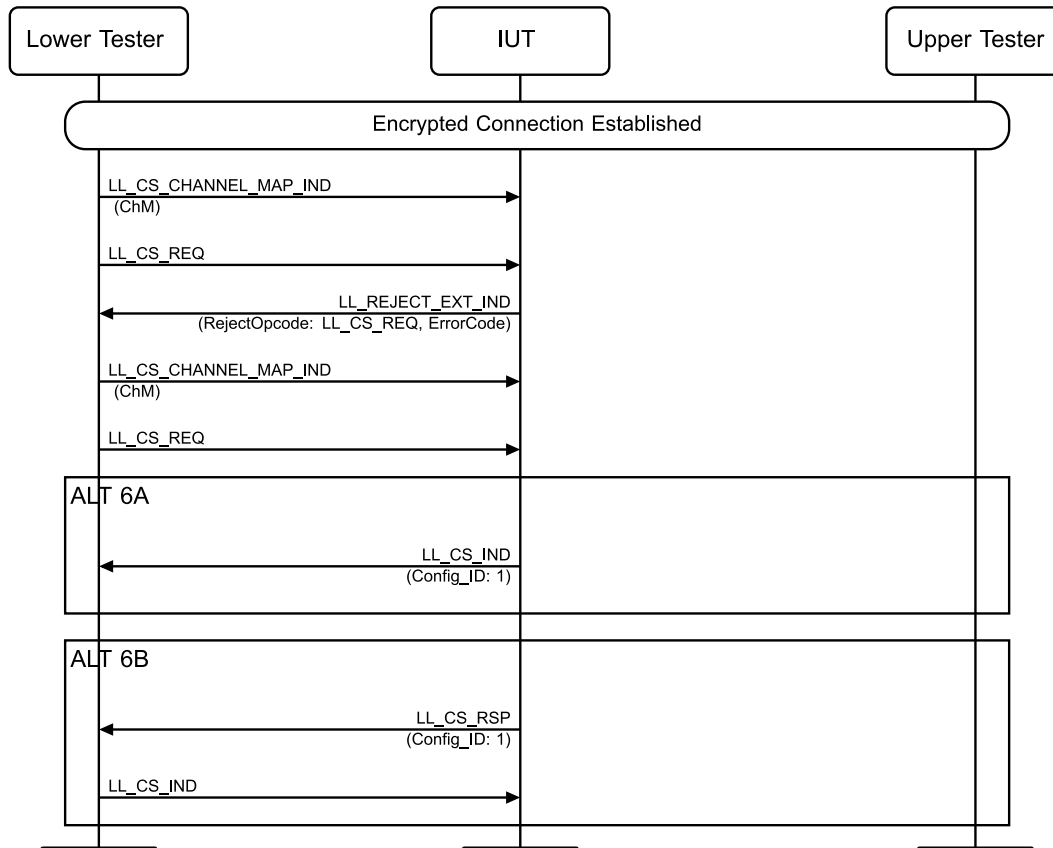 Lower Tester
IUT
Upper Tester
Encrypted Connection Established
LL_CS_CHANNEL_MAP_IND
(ChM)
LL_CS_REQ
LL_REJECT_EXT_IND
(RejectOpcode: LL_CS_REQ, ErrorCode)
LL_CS_CHANNEL_MAP_IND
(ChM)
LL_CS_REQ
ALT 6A
LL_CS_IND
(Config_ID: 1)
ALT 6B
LL_CS_RSP
(Config_ID: 1)
LL_CS_IND